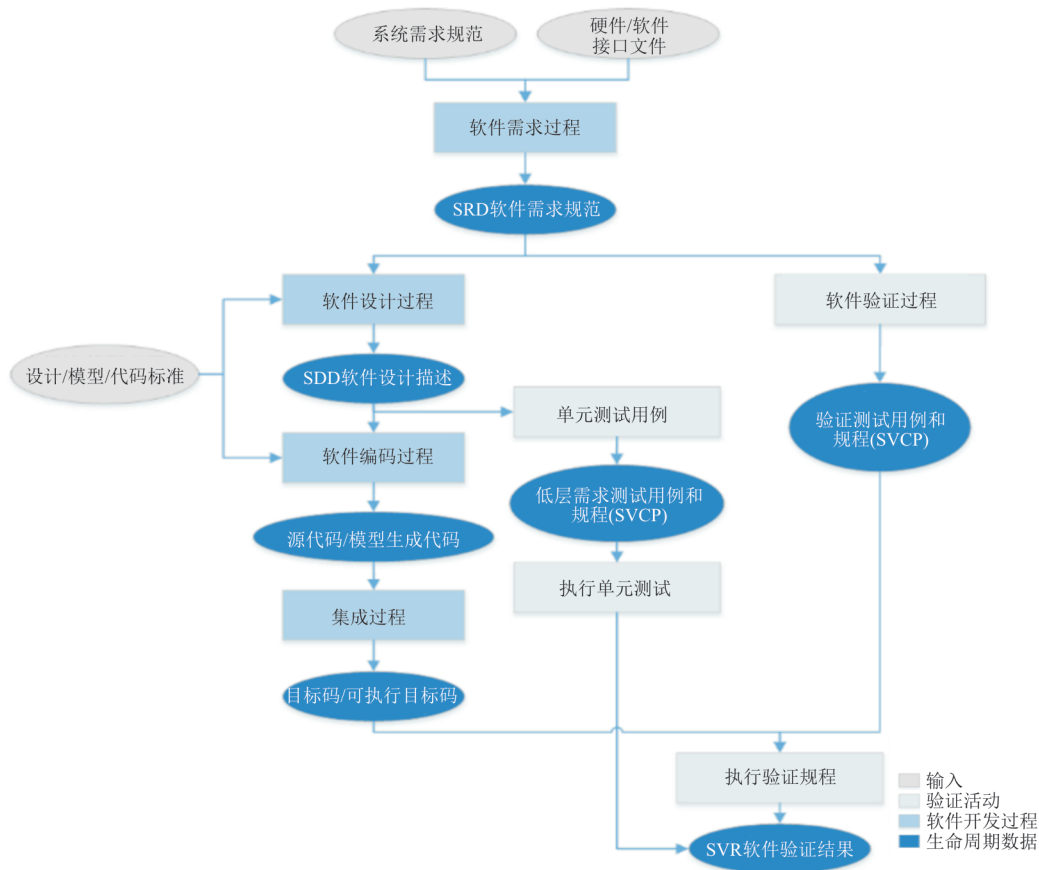 系统需求规范
硬件/软件
接口文件
软件需求过程
SRD软件需求规范
软件设计过程
软件验证过程
设计/模型/代码标准
SDD软件设计描述
单元测试用例
验证测试用例和
规程(SVCP)
软件编码过程
低层需求测试用例和
规程(SVCP)
源代码/模型生成代码
执行单元测试
集成过程
目标码/可执行目标码
执行验证规程
SVR软件验证结果
输入
验证活动
软件开发过程
生命周期数据